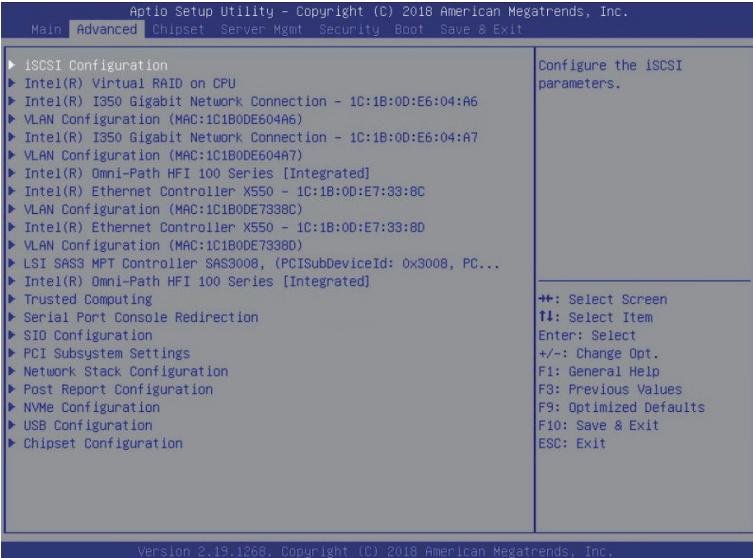 Aptio Setup Utility – Copyright (C) 2018 American Megatrends, Inc.
Main Advanced Chipset Server Mgmt Security Boot Save & Exit
iSCSI Configuration
Intel(R) Virtual RAID on CPU
Intel(R) I350 Gigabit Network Connection – 1C:1B:0D:E6:04:A6
VLAN Configuration (MAC:1C1B0DE604A6)
Intel(R) I350 Gigabit Network Connection – 1C:1B:0D:E6:04:A7
VLAN Configuration (MAC:1C1B0DE604A7)
Intel(R) Omni-Path HFI 100 Series [Integrated]
Intel(R) Ethernet Controller X550 – 1C:1B:0D:E7:33:8C
VLAN Configuration (MAC:1C1B0DE7338C)
Intel(R) Ethernet Controller X550 – 1C:1B:0D:E7:33:8D
VLAN Configuration (MAC:1C1B0DE7338D)
LSI SAS3 MPT Controller SAS3008, (PCISubDeviceId: 0x3008, PC...
Intel(R) Omni-Path HFI 100 Series [Integrated]
Trusted Computing
Serial Port Console Redirection
SIO Configuration
PCI Subsystem Settings
Network Stack Configuration
Post Report Configuration
NVMe Configuration
USB Configuration
Chipset Configuration
Configure the iSCSI
parameters.
→←: Select Screen
↑↓: Select Item
Enter: Select
+/-: Change Opt.
F1: General Help
F3: Previous Values
F9: Optimized Defaults
F10: Save & Exit
ESC: Exit
Version 2.19.1268. Copyright (C) 2018 American Megatrends, Inc.